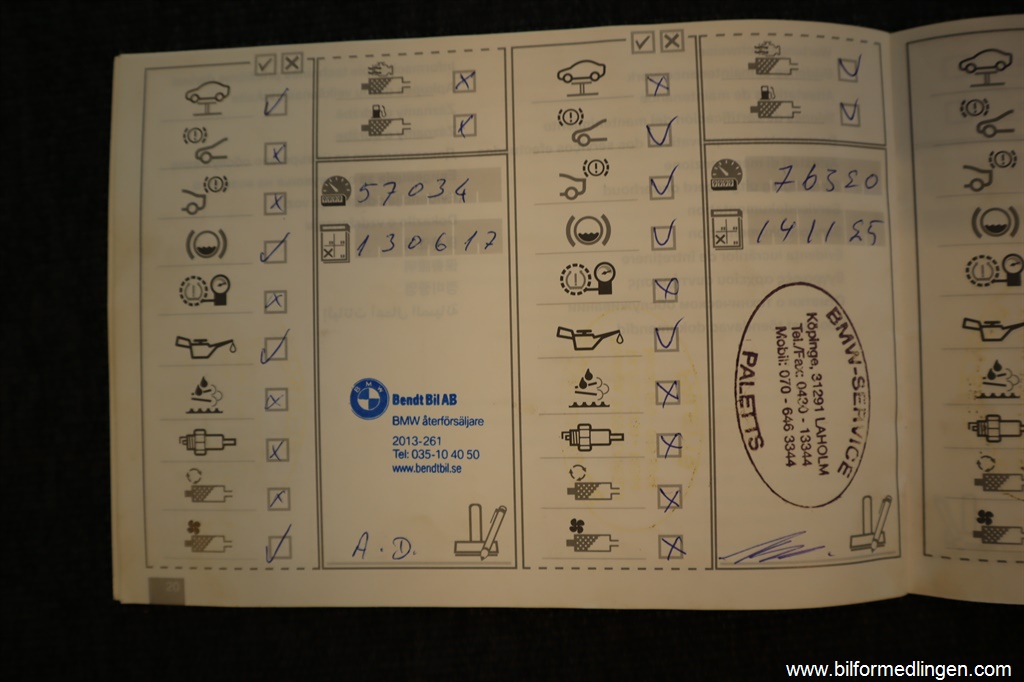 57034
130617
BMW
Bendt Bil AB
BMW återförsäljare
2013-261
Tel: 035-10 40 50
www.bendtbil.se
A.D.
76320
141125
BMW-SERVICE
Köpinge, 31291 LAHOLM
Tel./Fax: 0430 - 13344
Mobil: 070 - 646 3344
PALETTS
www.bilformedlingen.com